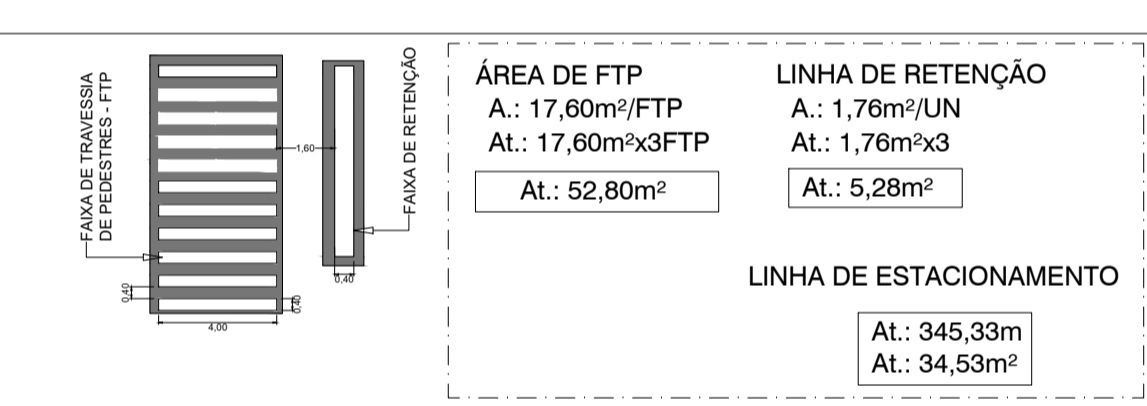 FAIXA DE TRAVESSIA
DE PEDESTRES - FTP
1,60
FAIXA DE RETENÇÃO
0,40
0,40
0,40
4,00
ÁREA DE FTP
A.: 17,60m²/FTP
At.: 17,60m²x3FTP
At.: 52,80m²
LINHA DE RETENÇÃO
A.: 1,76m²/UN
At.: 1,76m²x3
At.: 5,28m²
LINHA DE ESTACIONAMENTO
At.: 345,33m
At.: 34,53m²